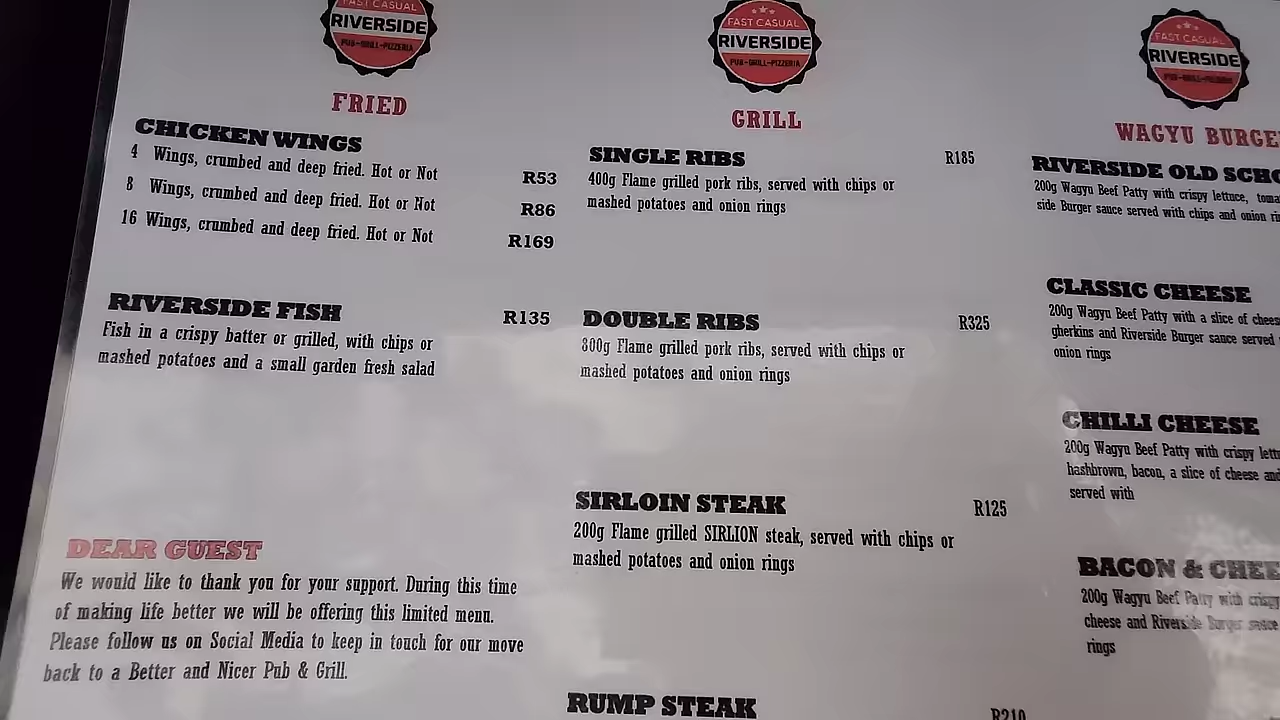 FAST CASUAL
RIVERSIDE
PUB-GRILL-PIZZERIA
FRIED
CHICKEN WINGS
4 Wings, crumbed and deep fried. Hot or Not R53
8 Wings, crumbed and deep fried. Hot or Not R86
16 Wings, crumbed and deep fried. Hot or Not R169
RIVERSIDE FISH R135
Fish in a crispy batter or grilled, with chips or
mashed potatoes and a small garden fresh salad
DEAR GUEST
We would like to thank you for your support. During this time
of making life better we will be offering this limited menu.
Please follow us on Social Media to keep in touch for our move
back to a Better and Nicer Pub & Grill.
FAST CASUAL
RIVERSIDE
PUB-GRILL-PIZZERIA
GRILL
SINGLE RIBS R185
400g Flame grilled pork ribs, served with chips or
mashed potatoes and onion rings
DOUBLE RIBS R325
800g Flame grilled pork ribs, served with chips or
mashed potatoes and onion rings
SIRLOIN STEAK R125
200g Flame grilled SIRLION steak, served with chips or
mashed potatoes and onion rings
RUMP STEAK R210
FAST CASUAL
RIVERSIDE
PUB-GRILL-PIZZERIA
WAGYU BURGE
RIVERSIDE OLD SCHO
200g Wagyu Beef Patty with crispy lettuce, toma
side Burger sauce served with chips and onion ri
CLASSIC CHEESE
200g Wagyu Beef Patty with a slice of chees
gherkins and Riverside Burger sauce served
onion rings
CHILLI CHEESE
200g Wagyu Beef Patty with crispy lettu
hashbrown, bacon, a slice of cheese and
served with
BACON & CHEE
200g Wagyu Beef Patty with crispy
cheese and Riverside Burger sauce
rings